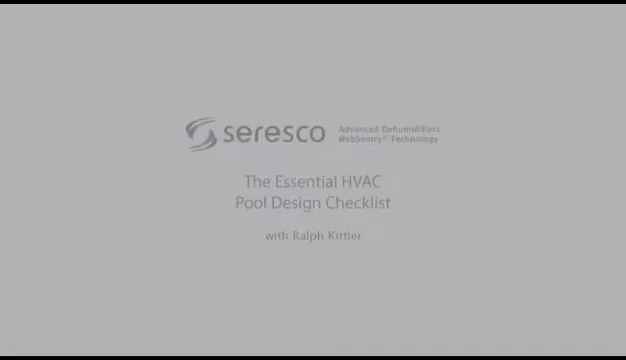 seresco
Advanced Dehumidifiers
WebSentry® Technology
The Essential HVAC
Pool Design Checklist
with Ralph Kittler